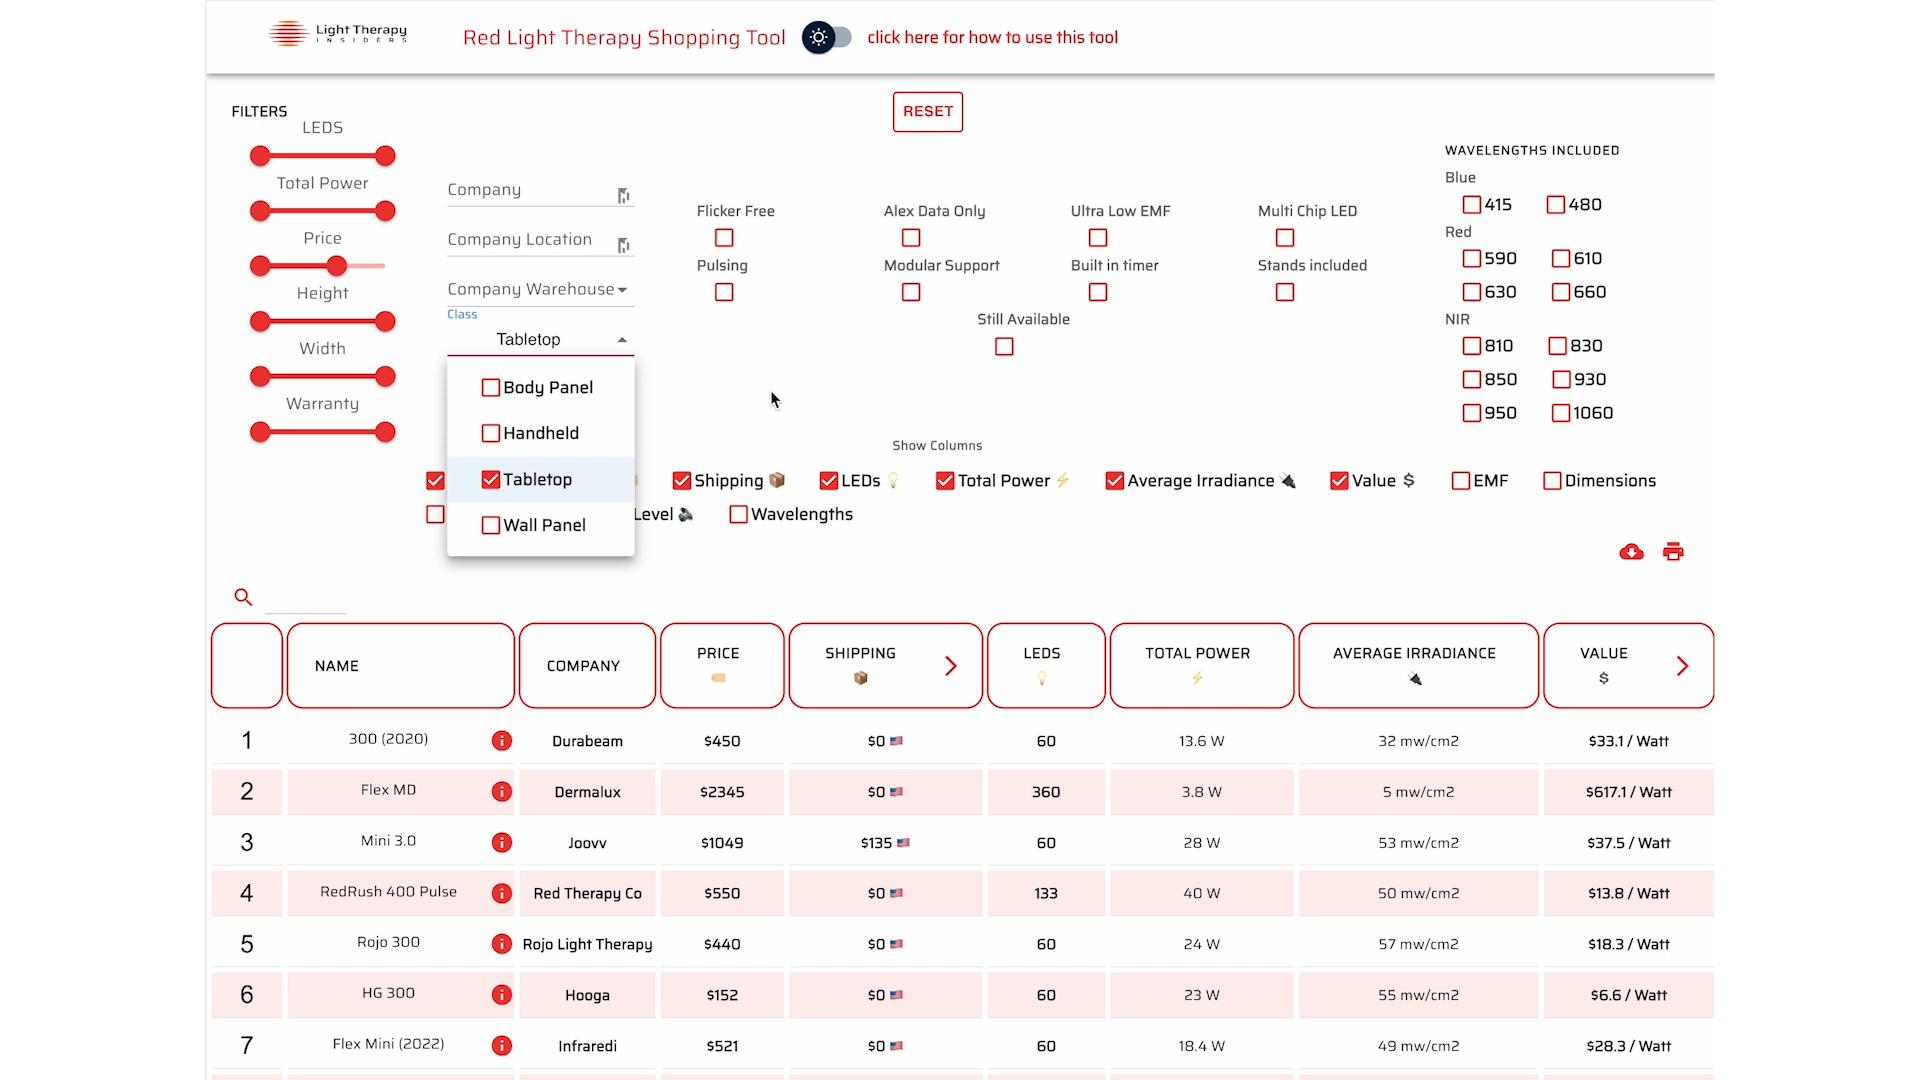 Light Therapy
INSIDERS
Red Light Therapy Shopping Tool
click here for how to use this tool
FILTERS
RESET
LEDS
Total Power
Price
Height
Width
Warranty
Company
Company Location
Company Warehouse
Class
Tabletop
Body Panel
Handheld
Tabletop
Wall Panel
Flicker Free
Alex Data Only
Ultra Low EMF
Multi Chip LED
Pulsing
Modular Support
Built in timer
Stands included
Still Available
WAVELENGTHS INCLUDED
Blue
415 480
Red
590 610
630 660
NIR
810 830
850 930
950 1060
Show Columns
Shipping LEDs Total Power Average Irradiance Value $ EMF Dimensions
Level Wavelengths
NAME COMPANY PRICE SHIPPING LEDS TOTAL POWER AVERAGE IRRADIANCE VALUE
$
1 300 (2020) Durabeam $450 $0 60 13.6 W 32 mw/cm2 $33.1 / Watt
2 Flex MD Dermalux $2345 $0 360 3.8 W 5 mw/cm2 $617.1 / Watt
3 Mini 3.0 Joovv $1049 $135 60 28 W 53 mw/cm2 $37.5 / Watt
4 RedRush 400 Pulse Red Therapy Co $550 $0 133 40 W 50 mw/cm2 $13.8 / Watt
5 Rojo 300 Rojo Light Therapy $440 $0 60 24 W 57 mw/cm2 $18.3 / Watt
6 HG 300 Hooga $152 $0 60 23 W 55 mw/cm2 $6.6 / Watt
7 Flex Mini (2022) Infraredi $521 $0 60 18.4 W 49 mw/cm2 $28.3 / Watt